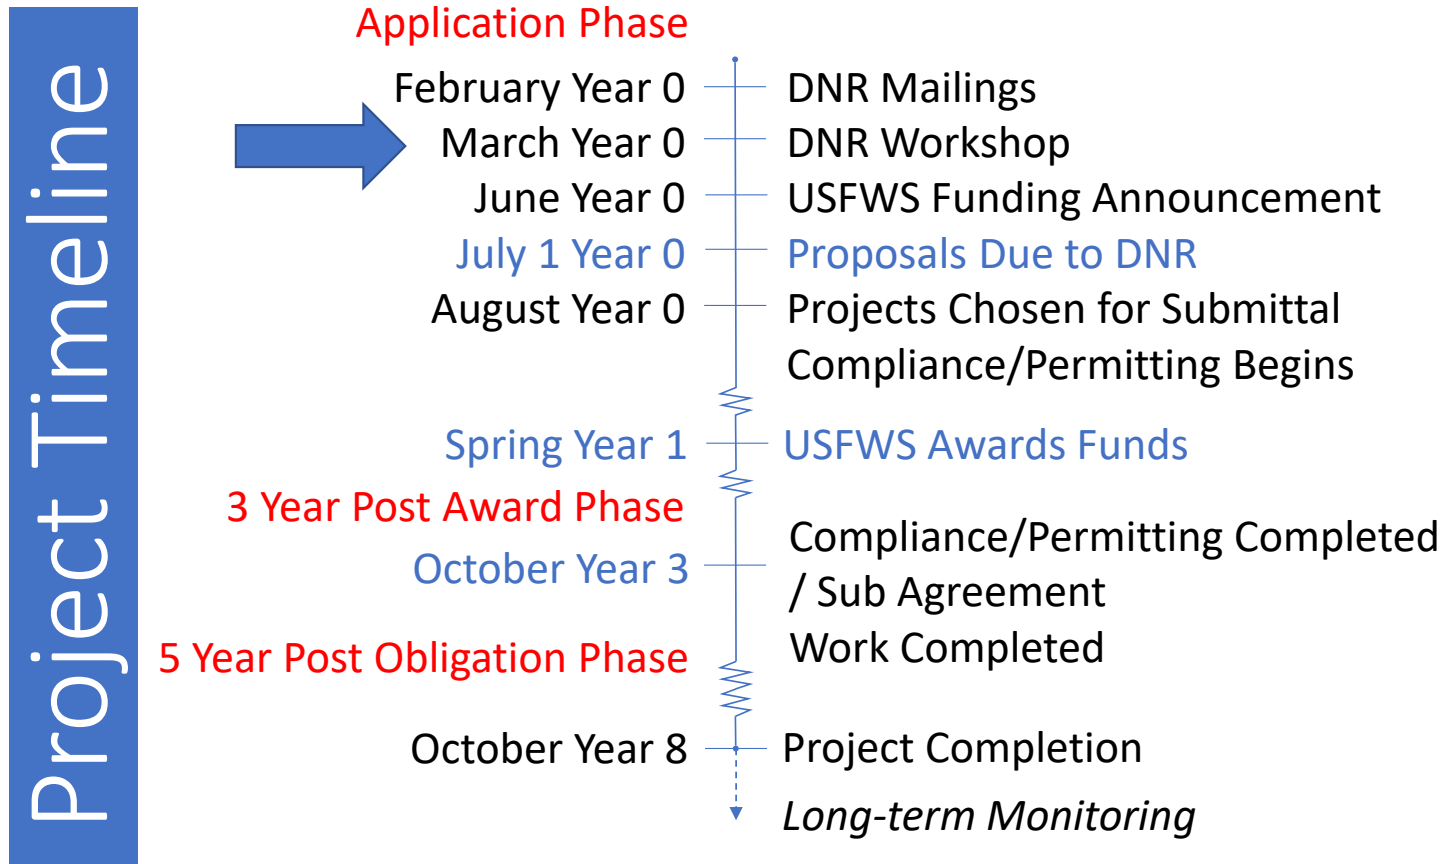 Project Timeline
Application Phase
February Year 0 DNR Mailings
March Year 0 DNR Workshop
June Year 0 USFWS Funding Announcement
July 1 Year 0 Proposals Due to DNR
August Year 0 Projects Chosen for Submittal
Compliance/Permitting Begins
Spring Year 1 USFWS Awards Funds
3 Year Post Award Phase
October Year 3 Compliance/Permitting Completed
/ Sub Agreement
Work Completed
5 Year Post Obligation Phase
October Year 8 Project Completion
Long-term Monitoring